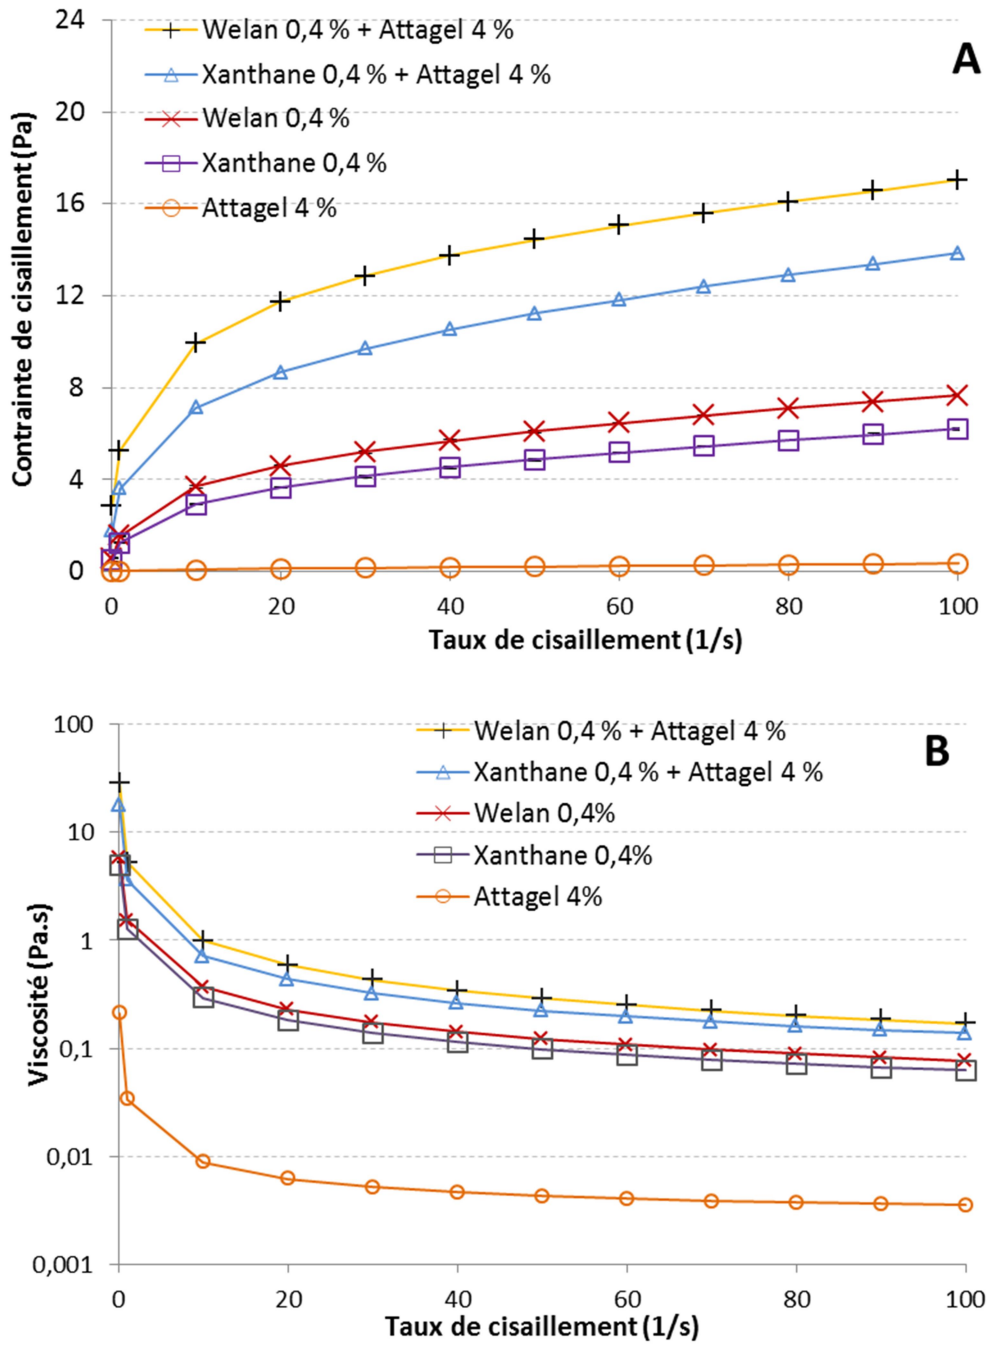 24
20
16
12
8
4
0
Contrainte de cisaillement (Pa)
Welan 0,4 % + Attagel 4 %
Xanthane 0,4 % + Attagel 4 %
Welan 0,4 %
Xanthane 0,4 %
Attagel 4 %
A
0 20 40 60 80 100
Taux de cisaillement (1/s)
100
10
1
0,1
0,01
0,001
Viscosité (Pa.s)
Welan 0,4 % + Attagel 4 %
Xanthane 0,4 % + Attagel 4 %
Welan 0,4%
Xanthane 0,4%
Attagel 4%
B
0 20 40 60 80 100
Taux de cisaillement (1/s)